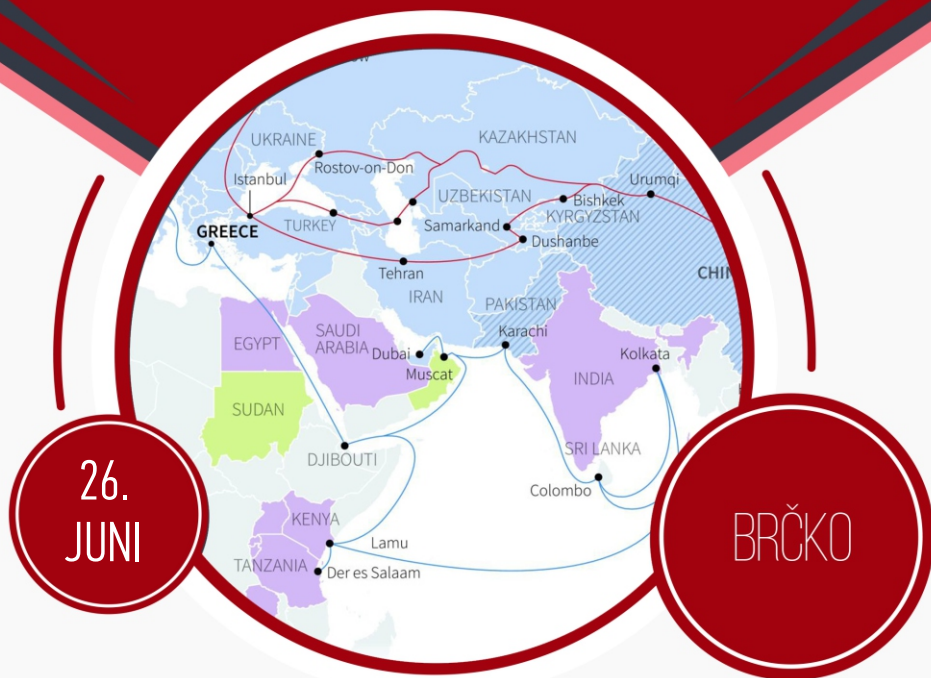 UKRAINE
KAZAKHSTAN
Rostov-on-Don
Istanbul
Urumqi
UZBEKISTAN
Bishkek
KYRGYZSTAN
TURKEY
Samarkand
GREECE
Dushanbe
Tehran
IRAN
PAKISTAN
SAUDI
ARABIA
EGYPT
Karachi
Dubai
Kolkata
Muscat
INDIA
SUDAN
SRI LANKA
DJIBOUTI
Colombo
KENYA
Lamu
TANZANIA
Der es Salaam
26.
JUNI
BRČKO